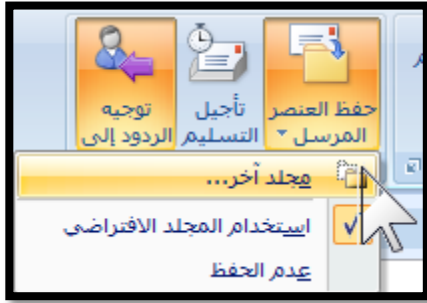 حفظ العنصر المرسل
تأجيل التسليم
توجيه الردود إلى
مجلد آخر...
استخدام المجلد الافتراضي
عدم الحفظ